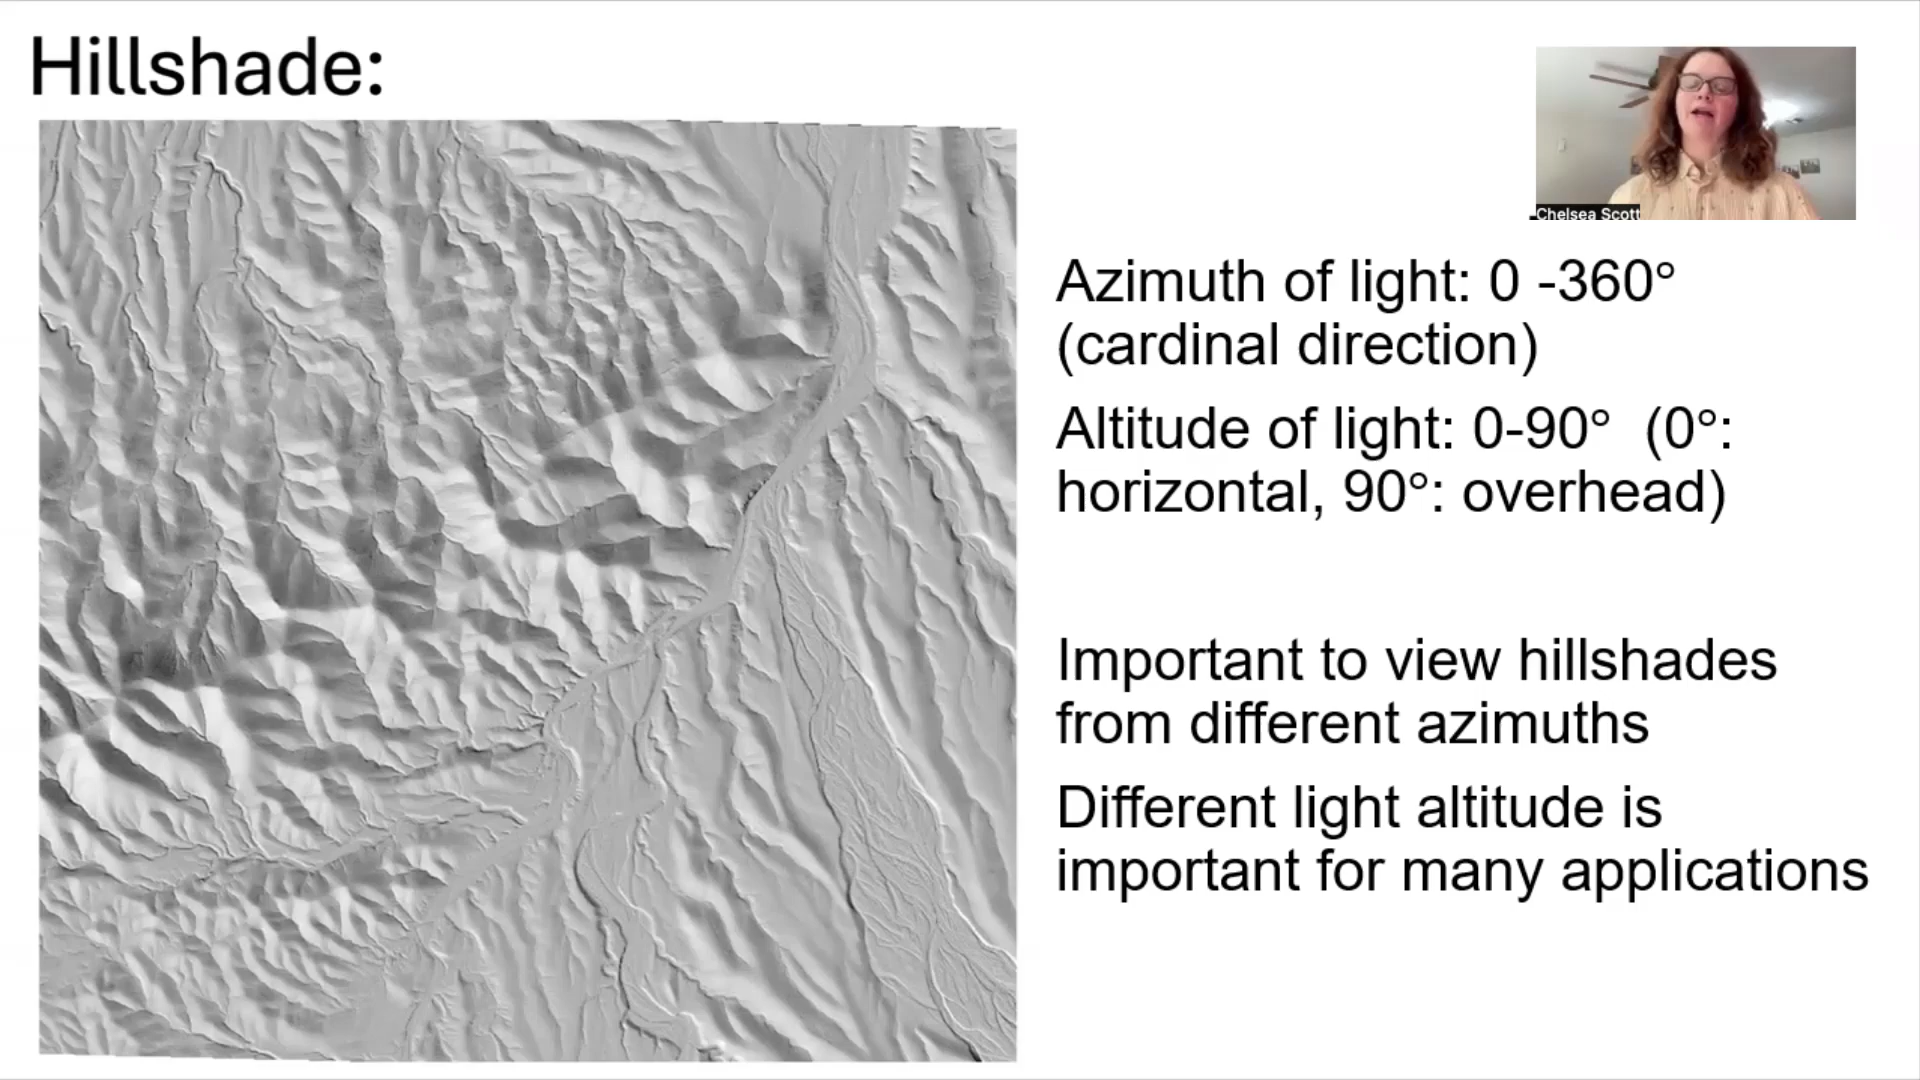 Hillshade:
Chelsea Scott
Azimuth of light: 0 -360°
(cardinal direction)
Altitude of light: 0-90°  (0°:
horizontal, 90°: overhead)
Important to view hillshades
from different azimuths
Different light altitude is
important for many applications